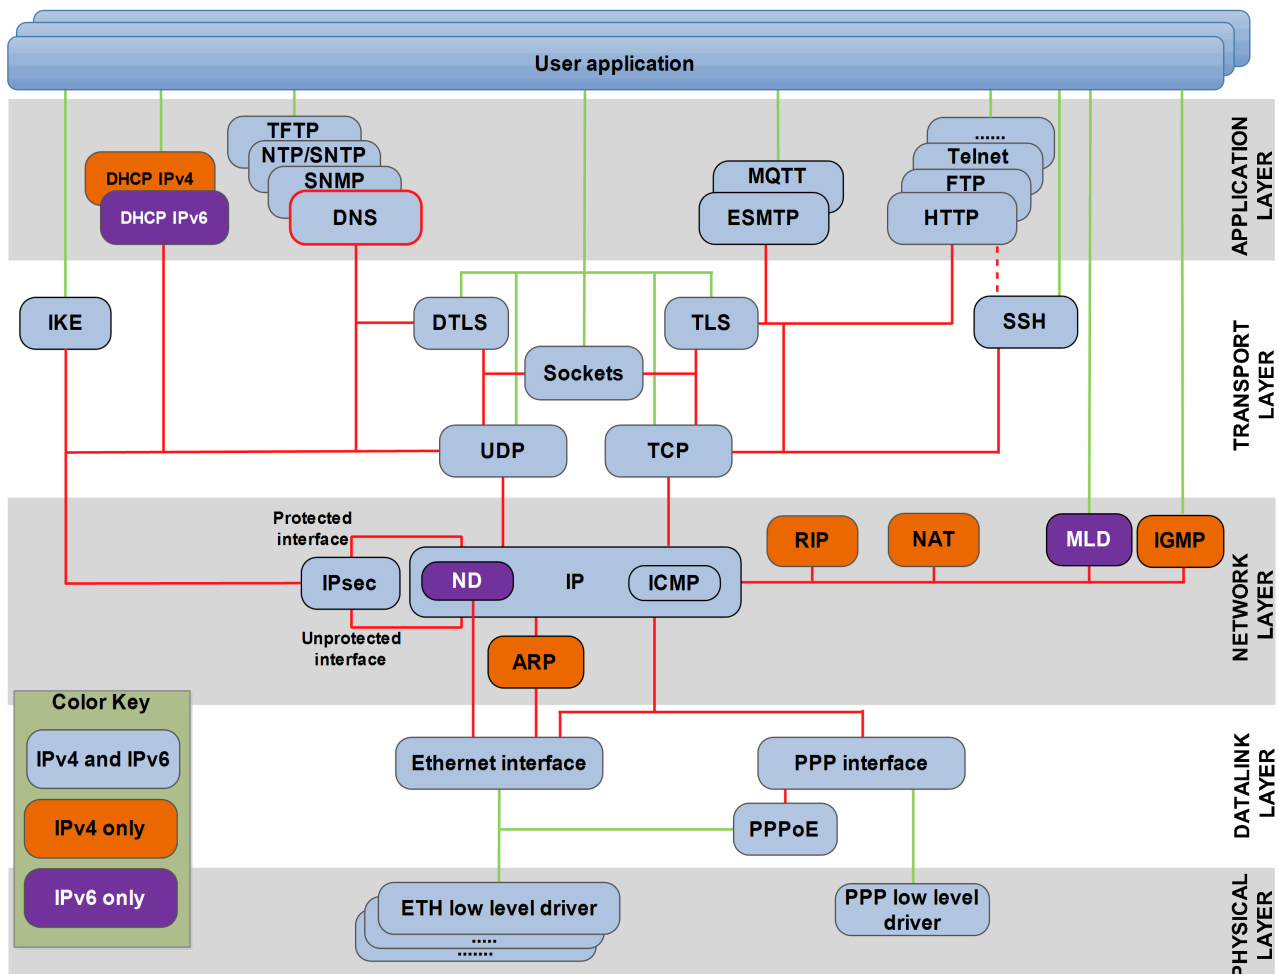 User application
TFTP
NTP/SNTP
SNMP
DNS
DHCP IPv4
DHCP IPv6
MQTT
ESMTP
......
Telnet
FTP
HTTP
APPLICATION
LAYER
IKE
DTLS
TLS
SSH
Sockets
UDP
TCP
TRANSPORT
LAYER
Protected
interface
IPsec
Unprotected
interface
ND
IP
ICMP
ARP
RIP
NAT
MLD
IGMP
NETWORK
LAYER
Color Key
IPv4 and IPv6
IPv4 only
IPv6 only
Ethernet interface
PPP interface
PPPoE
DATALINK
LAYER
ETH low level driver
.....
.......
PPP low level
driver
PHYSICAL
LAYER